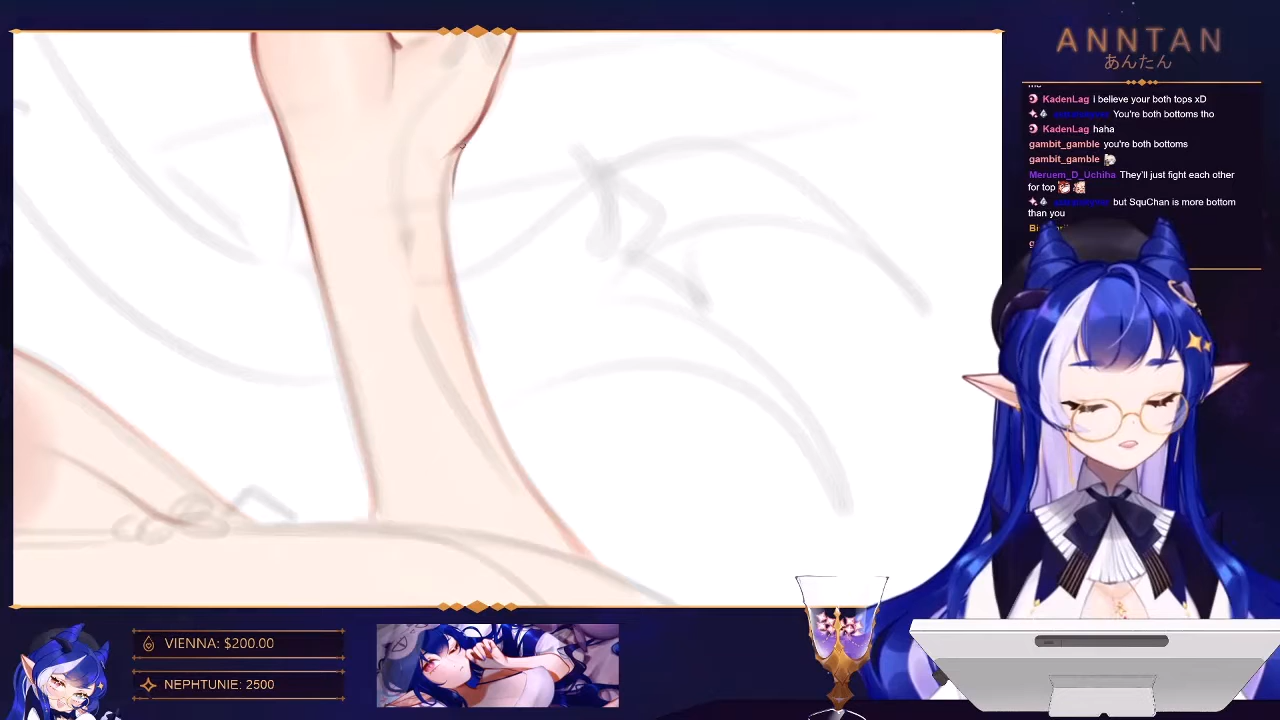 ANNTAN
あんたん
KadenLag i believe your both tops xD
You're both bottoms tho
KadenLag haha
gambit_gamble you're both bottoms
gambit_gamble
Meruem_D_Uchiha They'll just fight each other
for top
but SquChan is more bottom
than you
VIENNA: $200.00
NEPHTUNIE: 2500